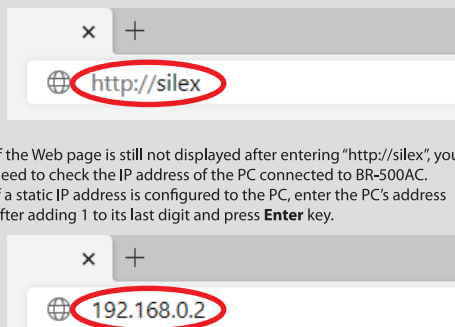 http://silex
f the Web page is still not displayed after entering “http://silex”, you
eed to check the IP address of the PC connected to BR-500AC.
f a static IP address is configured to the PC, enter the PC’s address
fter adding 1 to its last digit and press Enter key.
192.168.0.2